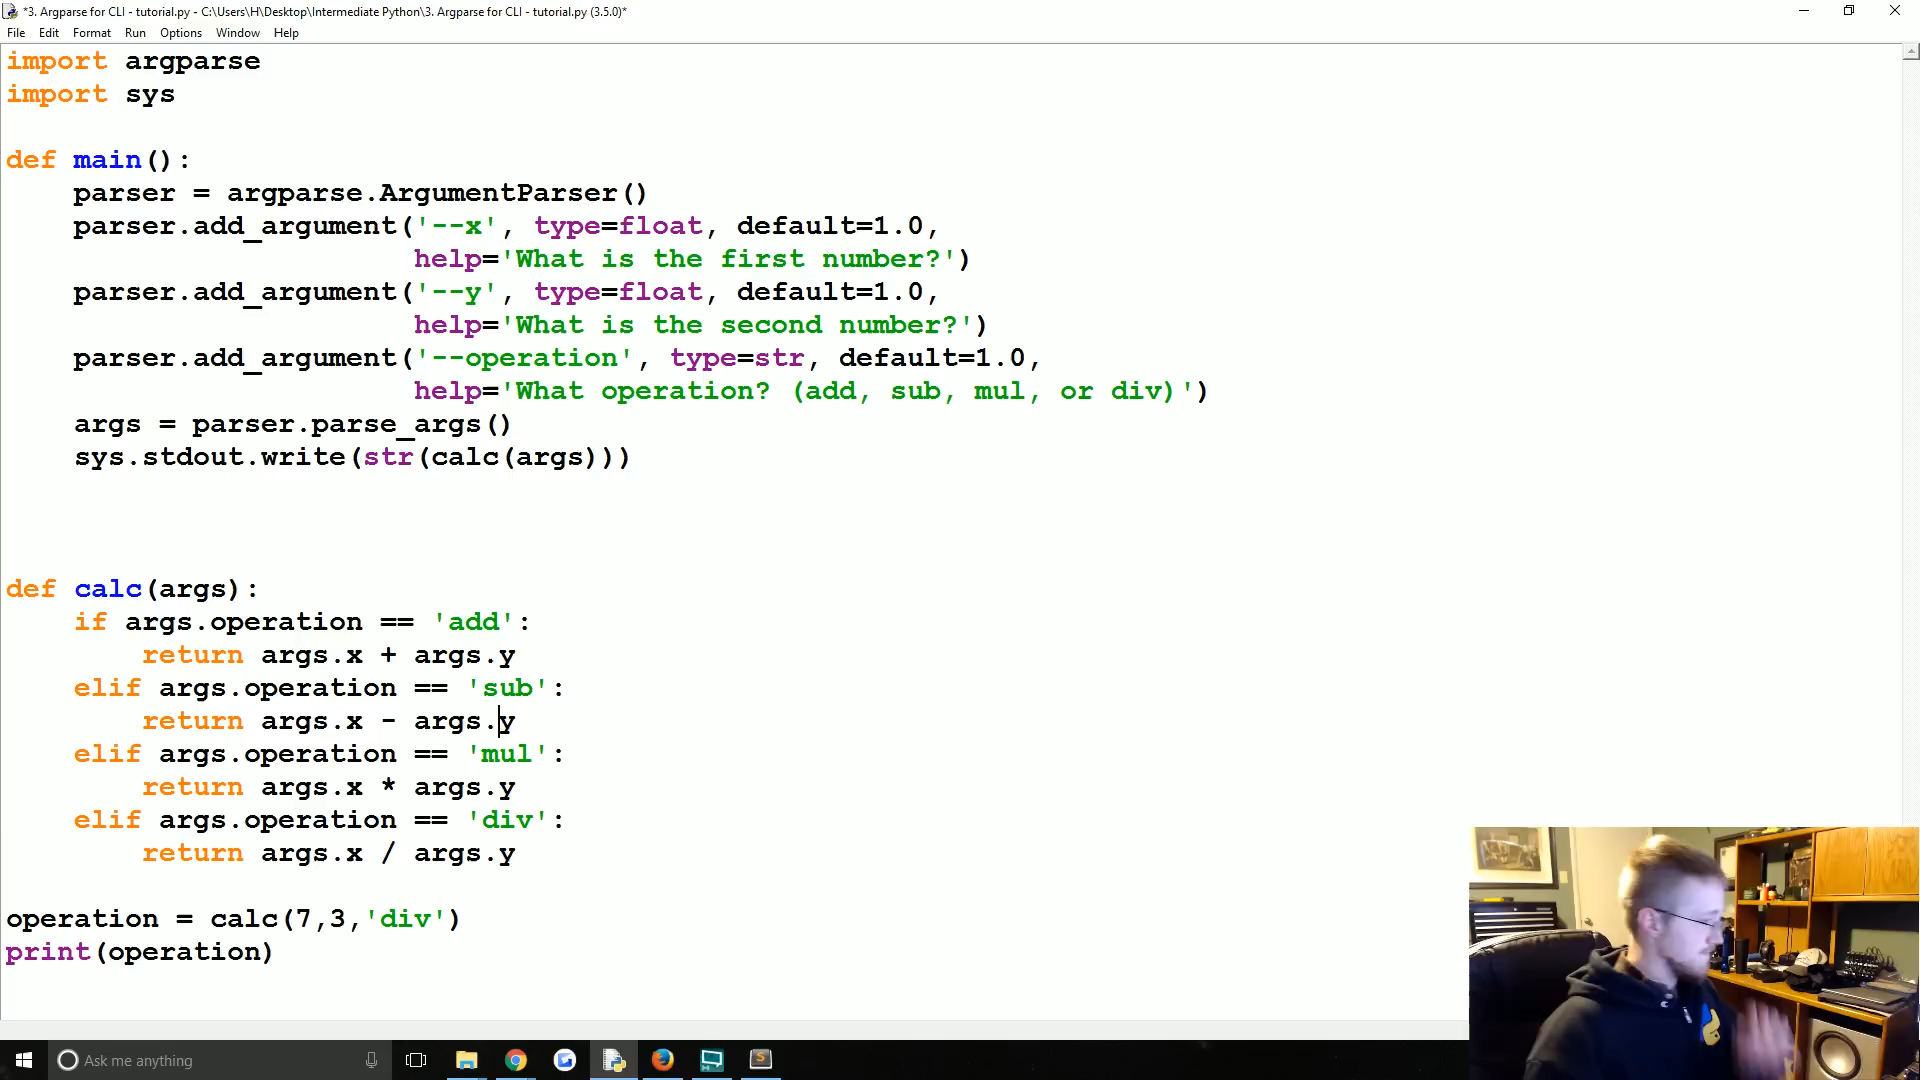 *3. Argparse for CLI - tutorial.py - C:\Users\H\Desktop\Intermediate Python\3. Argparse for CLI - tutorial.py (3.5.0)*
File Edit Format Run Options Window Help
import argparse
import sys
def main():
    parser = argparse.ArgumentParser()
    parser.add_argument('--x', type=float, default=1.0,
                        help='What is the first number?')
    parser.add_argument('--y', type=float, default=1.0,
                        help='What is the second number?')
    parser.add_argument('--operation', type=str, default=1.0,
                        help='What operation? (add, sub, mul, or div)')
    args = parser.parse_args()
    sys.stdout.write(str(calc(args)))
def calc(args):
    if args.operation == 'add':
        return args.x + args.y
    elif args.operation == 'sub':
        return args.x - args.y
    elif args.operation == 'mul':
        return args.x * args.y
    elif args.operation == 'div':
        return args.x / args.y
operation = calc(7,3,'div')
print(operation)
Ask me anything